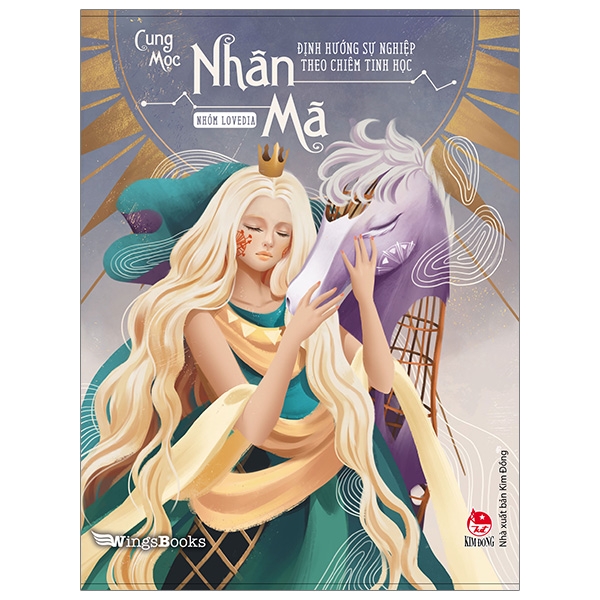 Cung Mọc
Nhân Mã
ĐỊNH HƯỚNG SỰ NGHIỆP
THEO CHIÊM TINH HỌC
NHÓM LOVEDIA
WingsBooks
KIM ĐỒNG
Nhà xuất bản Kim Đồng